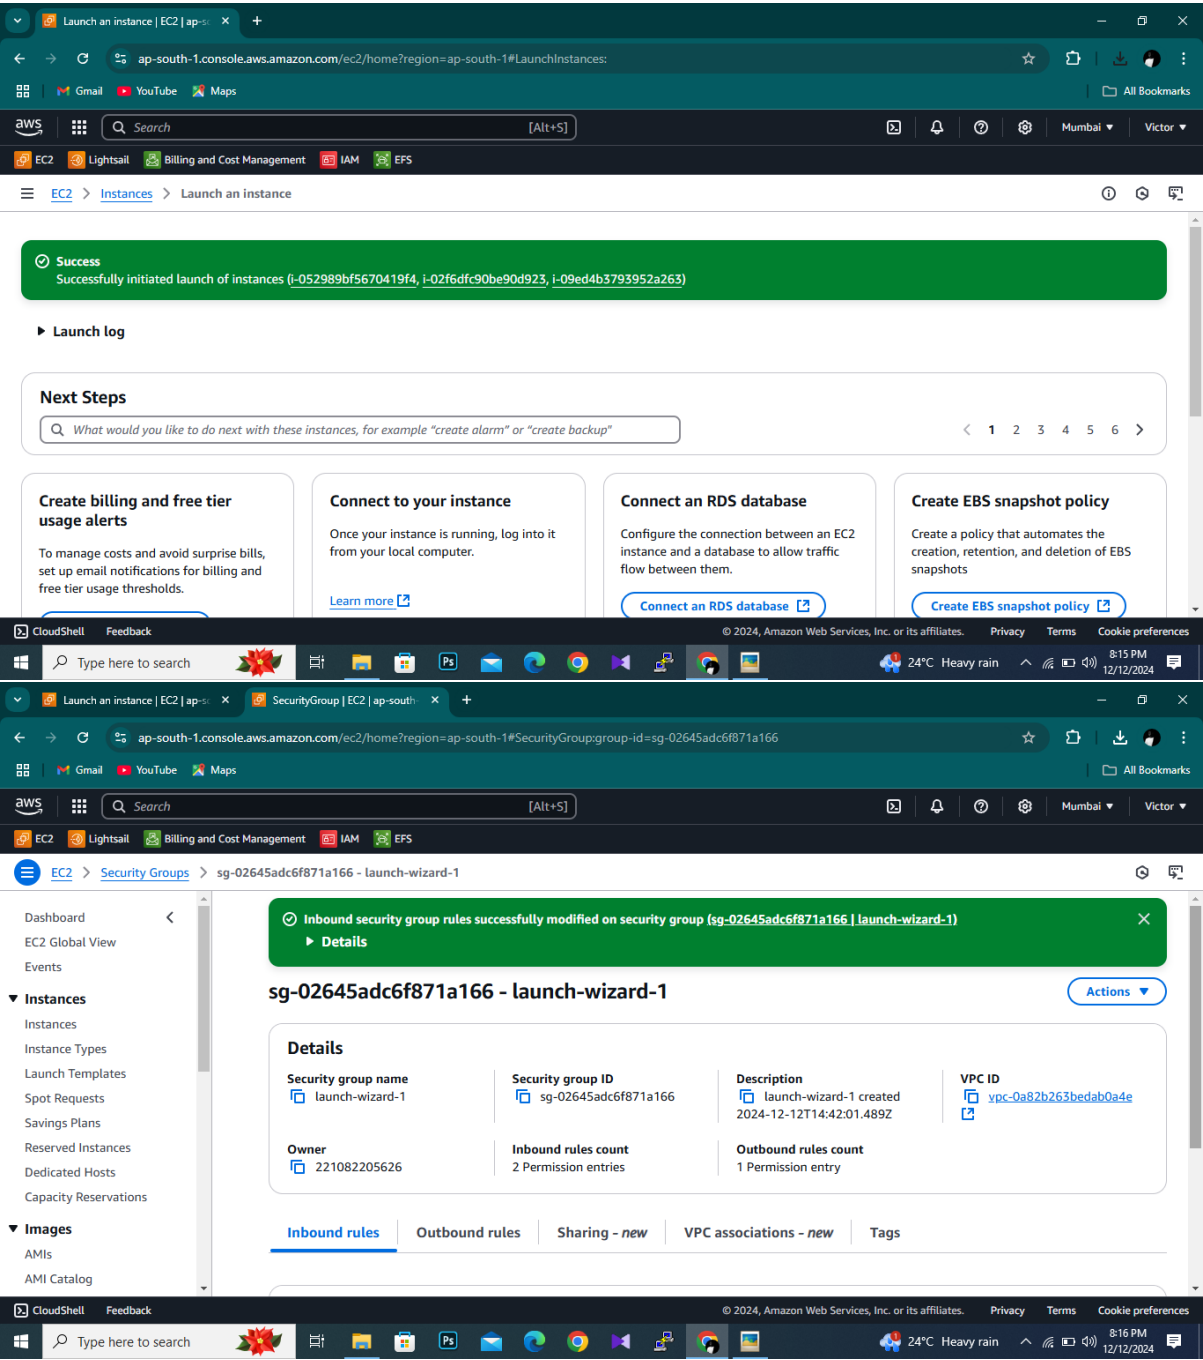 Launch an instance | EC2 | ap-so
ap-south-1.console.aws.amazon.com/ec2/home?region=ap-south-1#LaunchInstances:
Gmail YouTube Maps All Bookmarks
aws Search [Alt+S] Mumbai Victor
EC2 Lightsail Billing and Cost Management IAM EFS
EC2 > Instances > Launch an instance
Success
Successfully initiated launch of instances (i-052989bf5670419f4, i-02f6dfc90be90d923, i-09ed4b3793952a263)
Launch log
Next Steps
What would you like to do next with these instances, for example “create alarm” or “create backup”
1 2 3 4 5 6
Create billing and free tier
usage alerts
To manage costs and avoid surprise bills,
set up email notifications for billing and
free tier usage thresholds.
Connect to your instance
Once your instance is running, log into it
from your local computer.
Learn more
Connect an RDS database
Configure the connection between an EC2
instance and a database to allow traffic
flow between them.
Connect an RDS database
Create EBS snapshot policy
Create a policy that automates the
creation, retention, and deletion of EBS
snapshots
Create EBS snapshot policy
CloudShell Feedback © 2024, Amazon Web Services, Inc. or its affiliates. Privacy Terms Cookie preferences
Type here to search Ps 24°C Heavy rain 8:15 PM
12/12/2024
Launch an instance | EC2 | ap-so SecurityGroup | EC2 | ap-south-
ap-south-1.console.aws.amazon.com/ec2/home?region=ap-south-1#SecurityGroup:group-id=sg-02645adc6f871a166
Gmail YouTube Maps All Bookmarks
aws Search [Alt+S] Mumbai Victor
EC2 Lightsail Billing and Cost Management IAM EFS
EC2 > Security Groups > sg-02645adc6f871a166 - launch-wizard-1
Dashboard
EC2 Global View
Events
Instances
Instances
Instance Types
Launch Templates
Spot Requests
Savings Plans
Reserved Instances
Dedicated Hosts
Capacity Reservations
Images
AMIs
AMI Catalog
Inbound security group rules successfully modified on security group (sg-02645adc6f871a166 | launch-wizard-1)
Details
sg-02645adc6f871a166 - launch-wizard-1
Actions
Details
Security group name
launch-wizard-1
Security group ID
sg-02645adc6f871a166
Description
launch-wizard-1 created
2024-12-12T14:42:01.489Z
VPC ID
vpc-0a82b263bedab0a4e
Owner
221082205626
Inbound rules count
2 Permission entries
Outbound rules count
1 Permission entry
Inbound rules Outbound rules Sharing - new VPC associations - new Tags
CloudShell Feedback © 2024, Amazon Web Services, Inc. or its affiliates. Privacy Terms Cookie preferences
Type here to search Ps 24°C Heavy rain 8:16 PM
12/12/2024